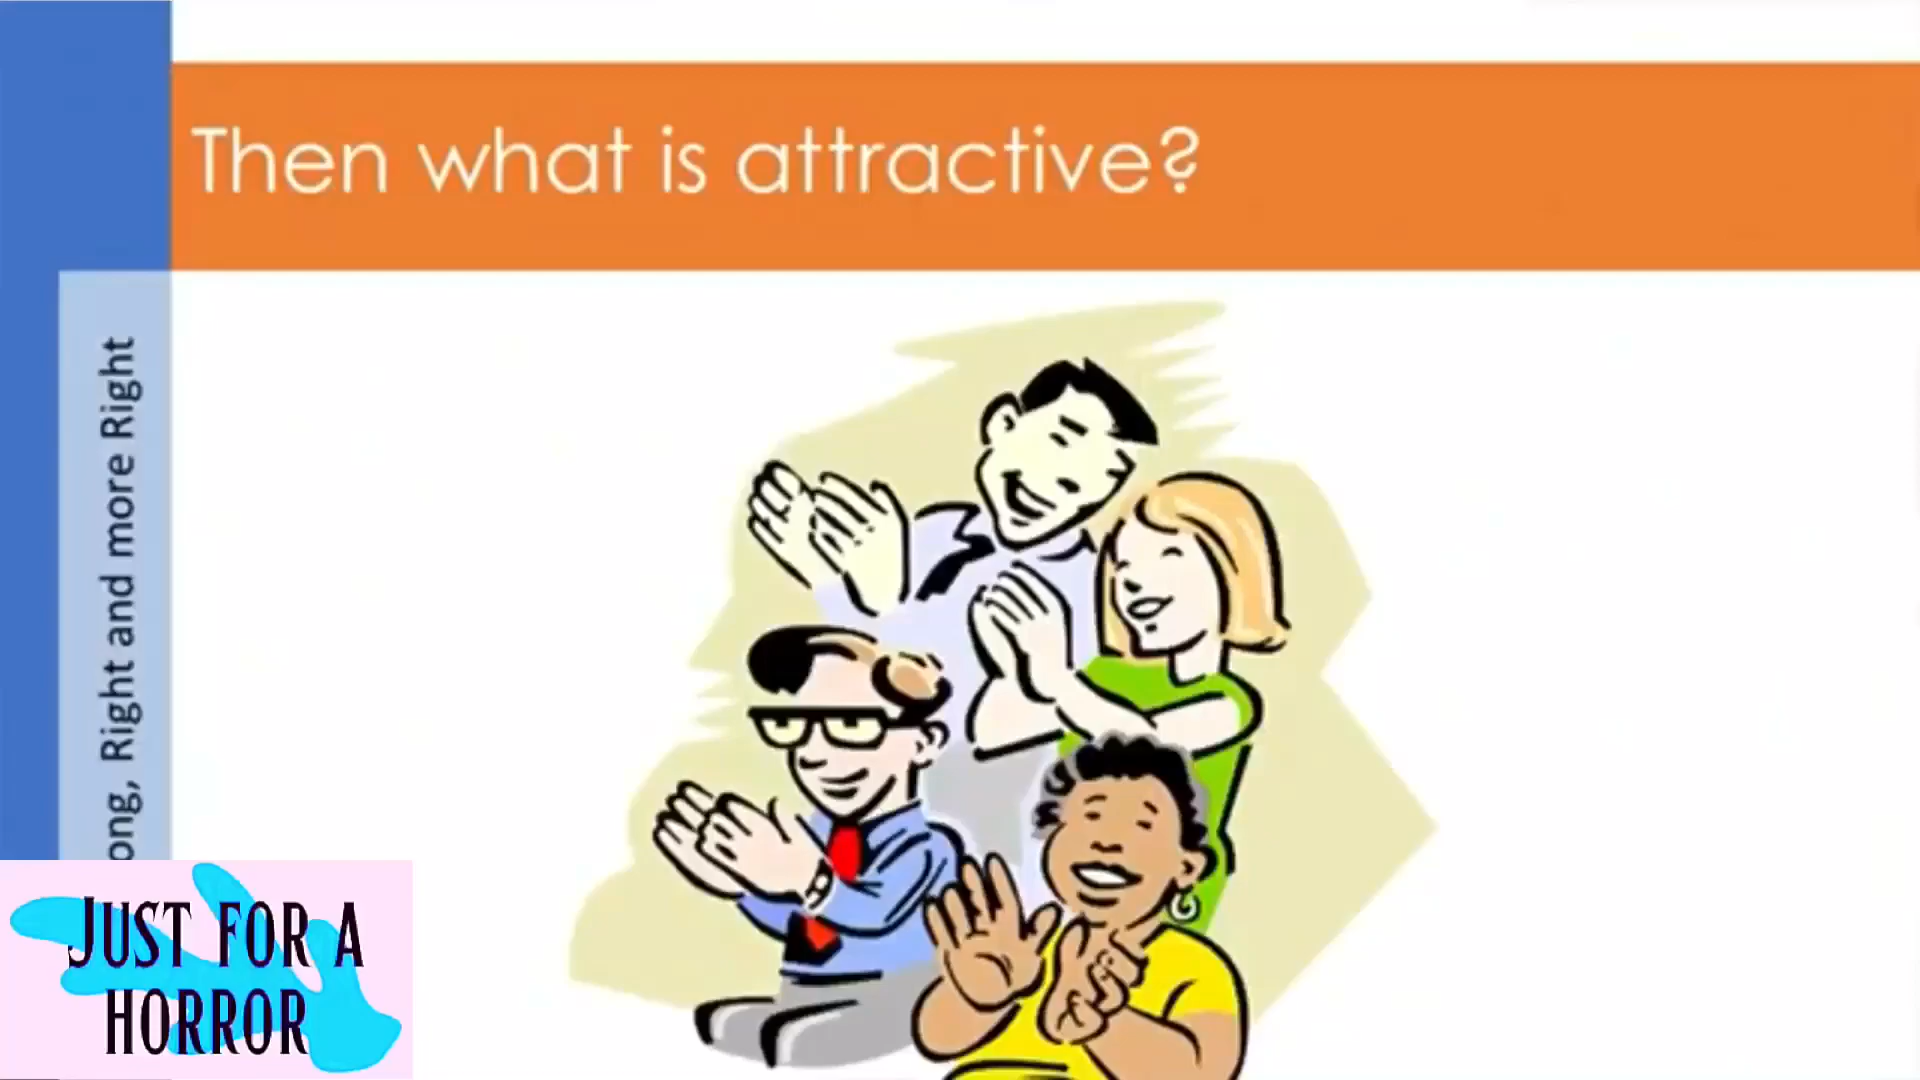 Then what is attractive?
ong, Right and more Right
JUST FOR A
HORROR